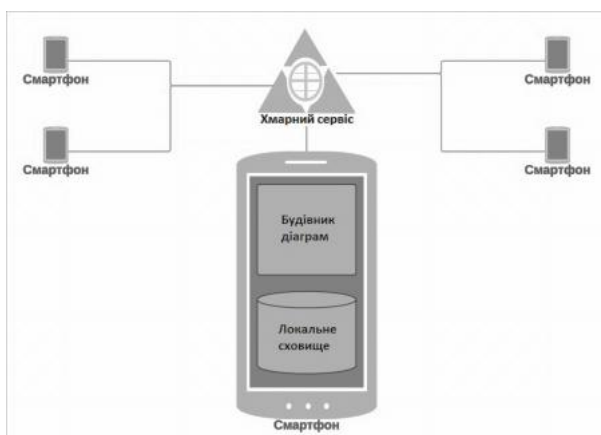 Смартфон
Смартфон
Хмарний сервіс
Смартфон
Смартфон
Будівник
діаграм
Локальне
сховище
Смартфон